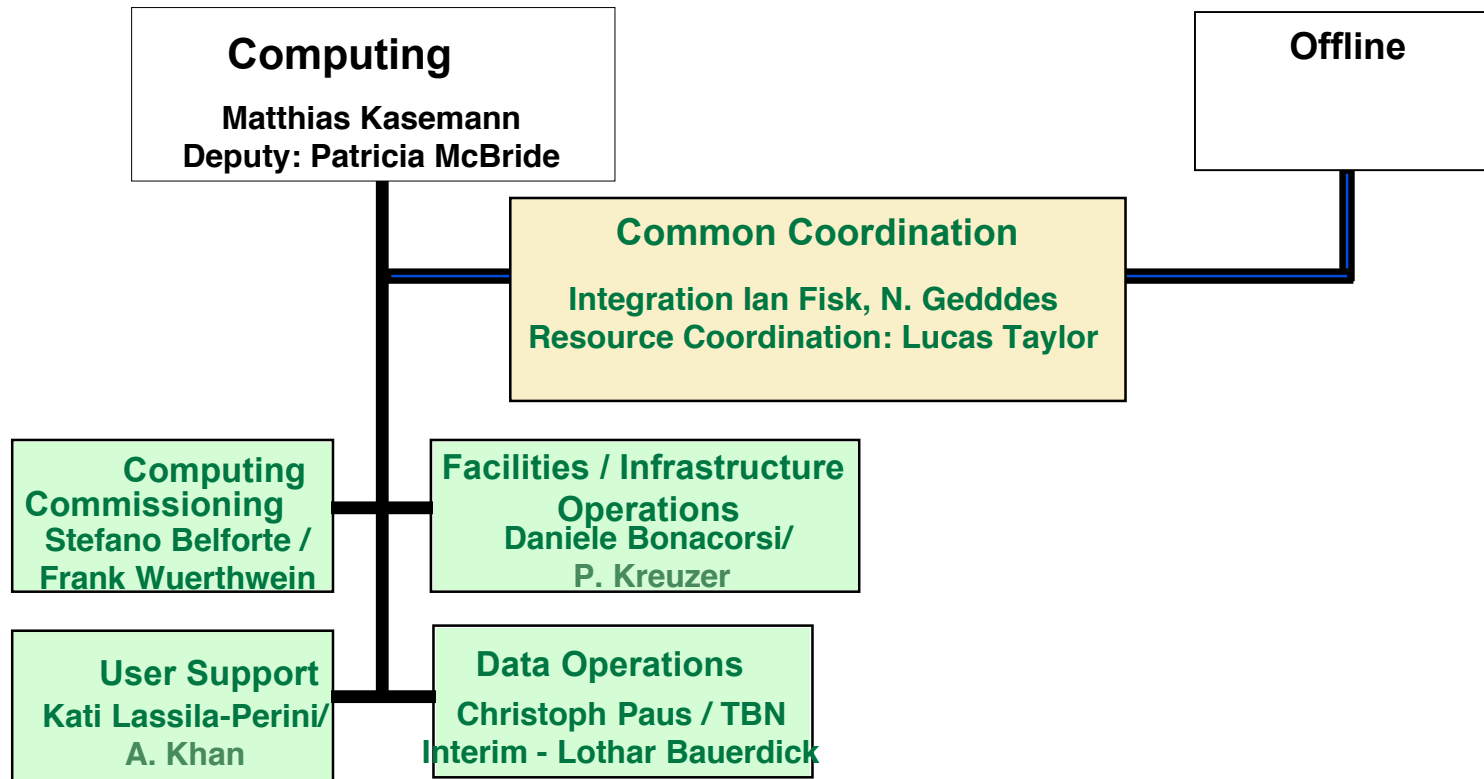 Computing
Matthias Kasemann
Deputy: Patricia McBride
Offline
Common Coordination
Integration Ian Fisk, N. Gedddes
Resource Coordination: Lucas Taylor
Computing
Commissioning
Stefano Belforte /
Frank Wuerthwein
Facilities / Infrastructure
Operations
Daniele Bonacorsi/
P. Kreuzer
User Support
Kati Lassila-Perini/
A. Khan
Data Operations
Christoph Paus / TBN
Interim - Lothar Bauerdick